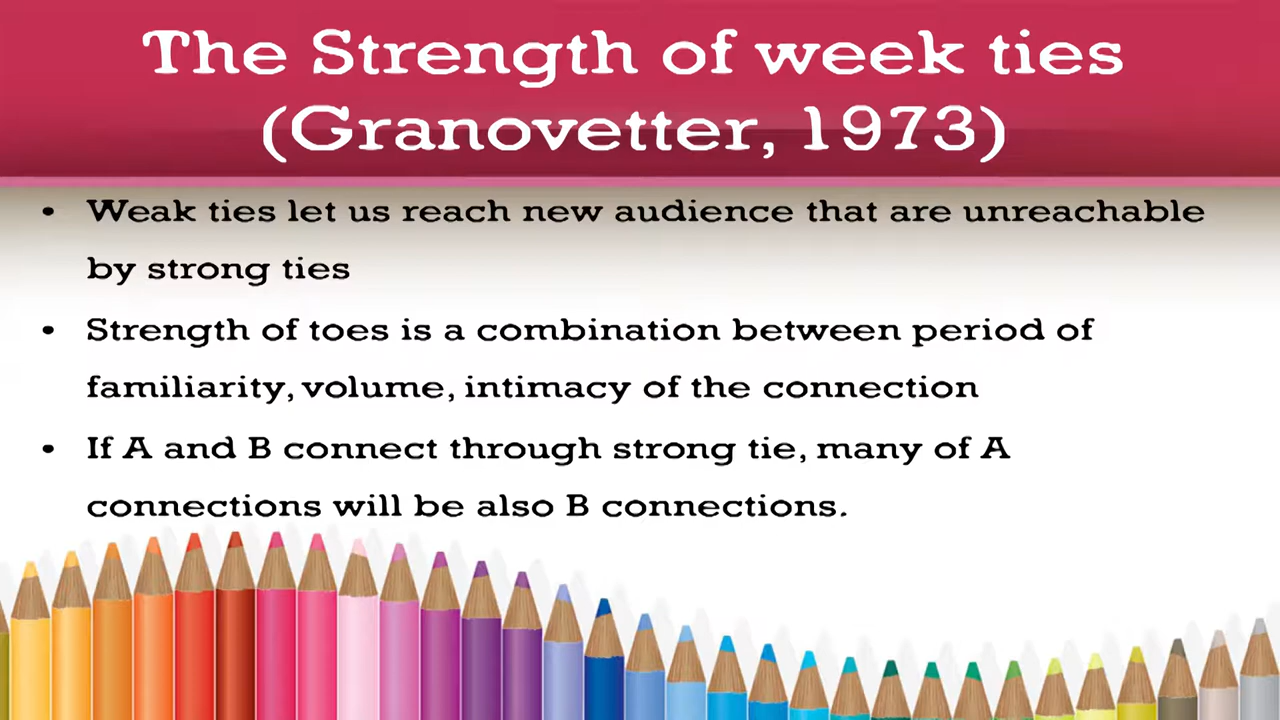 The Strength of week ties
(Granovetter, 1973)
• Weak ties let us reach new audience that are unreachable
by strong ties
• Strength of toes is a combination between period of
familiarity, volume, intimacy of the connection
• If A and B connect through strong tie, many of A
connections will be also B connections.